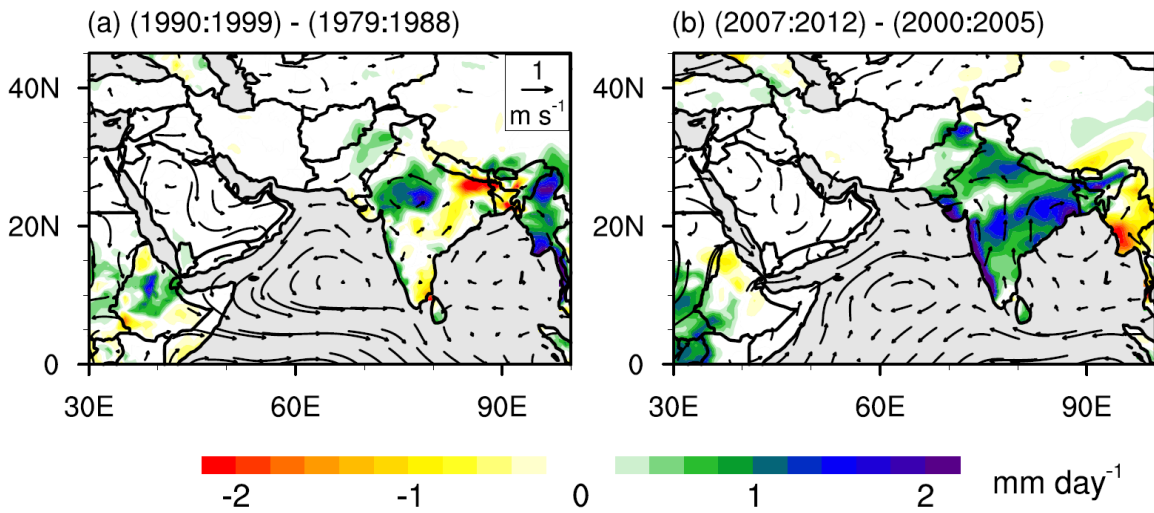 (a) (1990:1999) - (1979:1988)
(b) (2007:2012) - (2000:2005)
1
m s⁻¹
40N
20N
0
30E
60E
90E
40N
20N
0
30E
60E
90E
-2
-1
0
1
2
mm day⁻¹